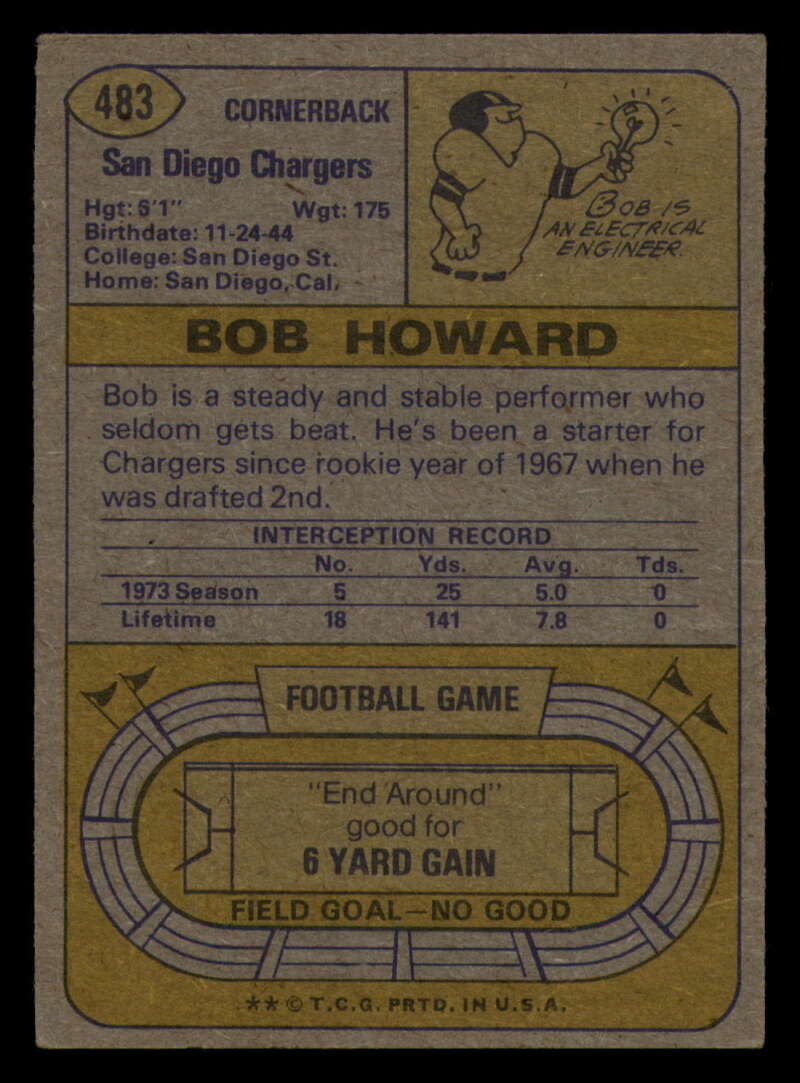 483
CORNERBACK
San Diego Chargers
Hgt: 6'1" Wgt: 175
Birthdate: 11-24-44
College: San Diego St.
Home: San Diego, Cal.
BOB IS
AN ELECTRICAL
ENGINEER.
BOB HOWARD
Bob is a steady and stable performer who
seldom gets beat. He's been a starter for
Chargers since rookie year of 1967 when he
was drafted 2nd.
INTERCEPTION RECORD
No. Yds. Avg. Tds.
1973 Season 5 25 5.0 0
Lifetime 18 141 7.8 0
FOOTBALL GAME
"End Around"
good for
6 YARD GAIN
FIELD GOAL—NO GOOD
** © T.C.G. PRTD. IN U.S.A.